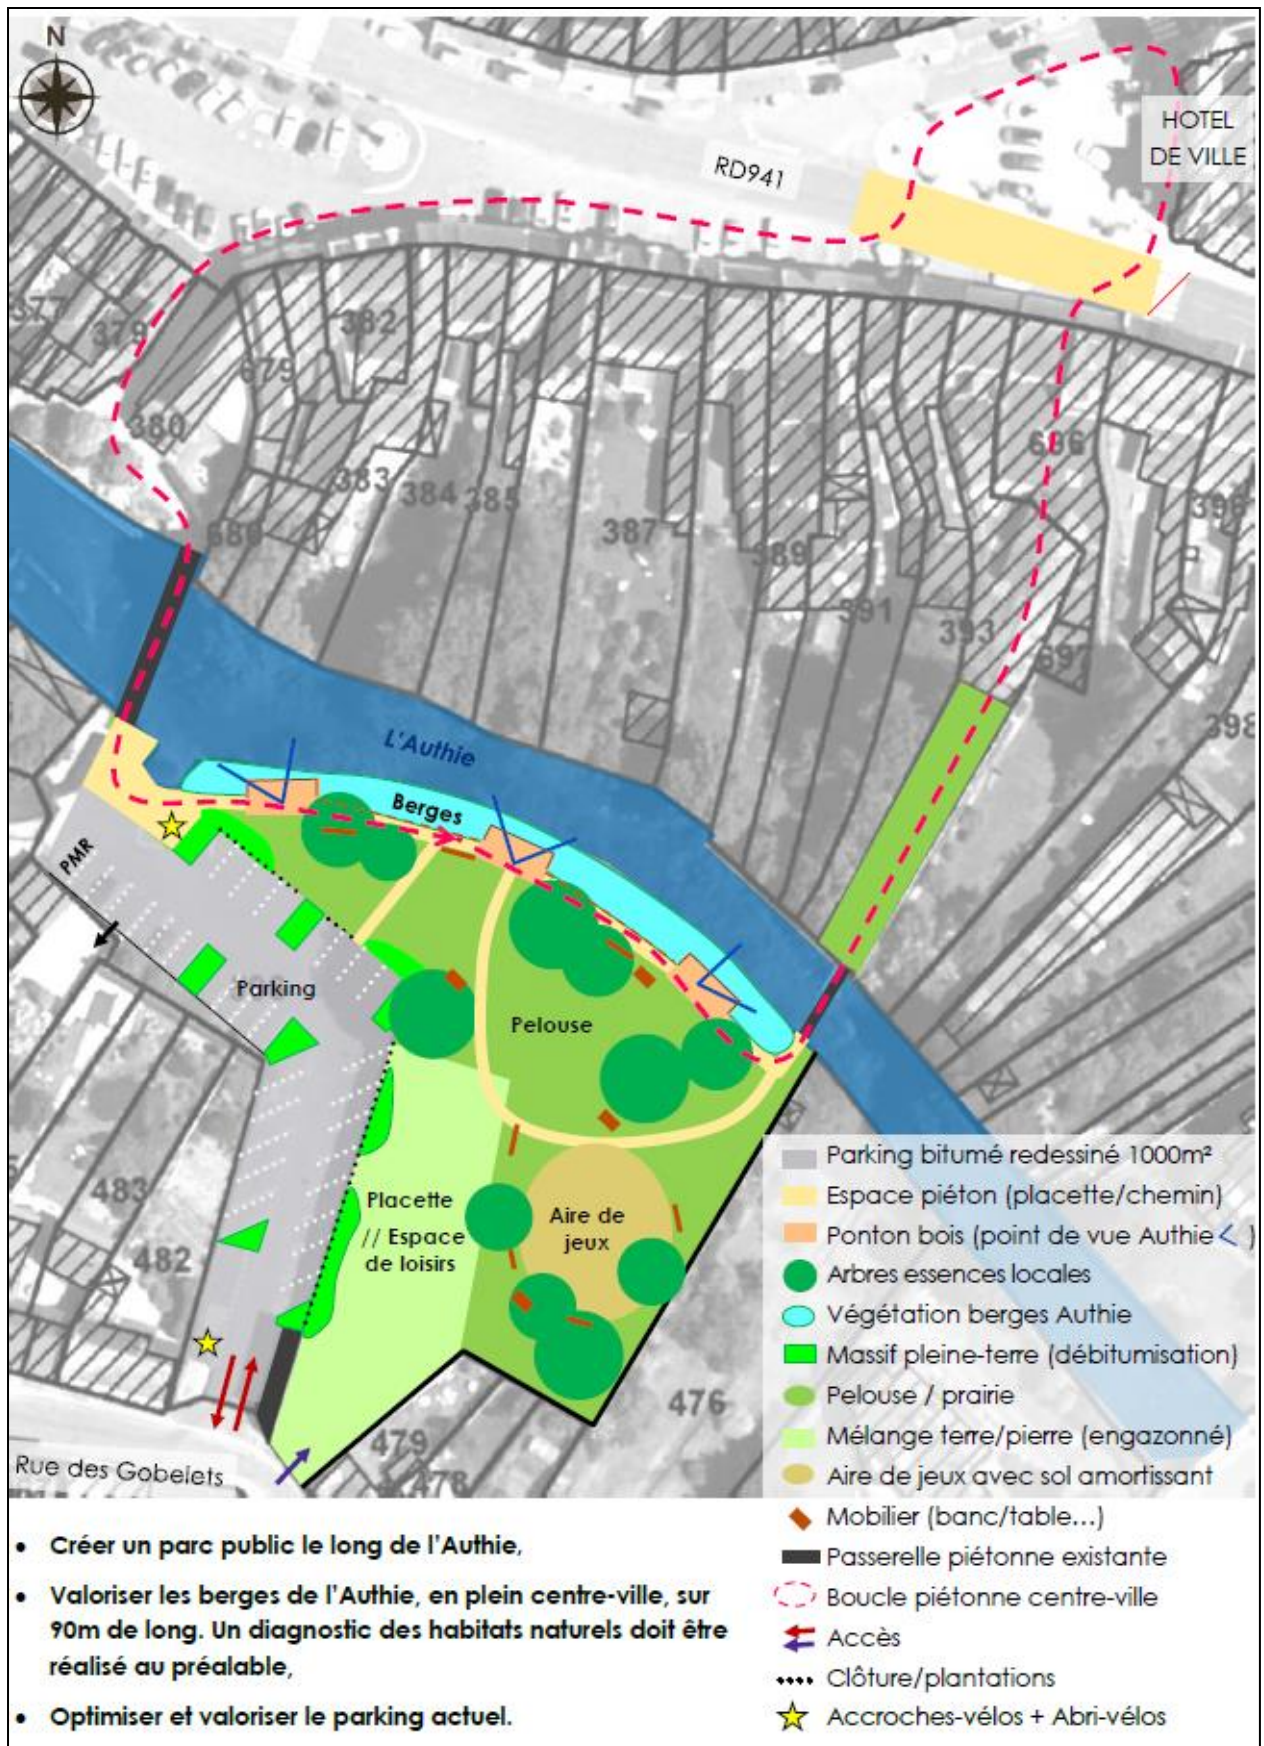 N
HOTEL
DE VILLE
RD941
377
379
382
679
380
383
384
385
387
389
391
393
696
396
697
398
680
L'Authie
Berges
PMR
Parking
Pelouse
Placette
// Espace
de loisirs
Aire de
jeux
483
482
479
478
476
Rue des Gobelets
Parking bitumé redessiné 1000m²
Espace piéton (placette/chemin)
Ponton bois (point de vue Authie )
Arbres essences locales
Végétation berges Authie
Massif pleine-terre (débitumisation)
Pelouse / prairie
Mélange terre/pierre (engazonné)
Aire de jeux avec sol amortissant
Mobilier (banc/table...)
Passerelle piétonne existante
Boucle piétonne centre-ville
Accès
Clôture/plantations
Accroches-vélos + Abri-vélos
• Créer un parc public le long de l'Authie,
• Valoriser les berges de l'Authie, en plein centre-ville, sur
90m de long. Un diagnostic des habitats naturels doit être
réalisé au préalable,
• Optimiser et valoriser le parking actuel.